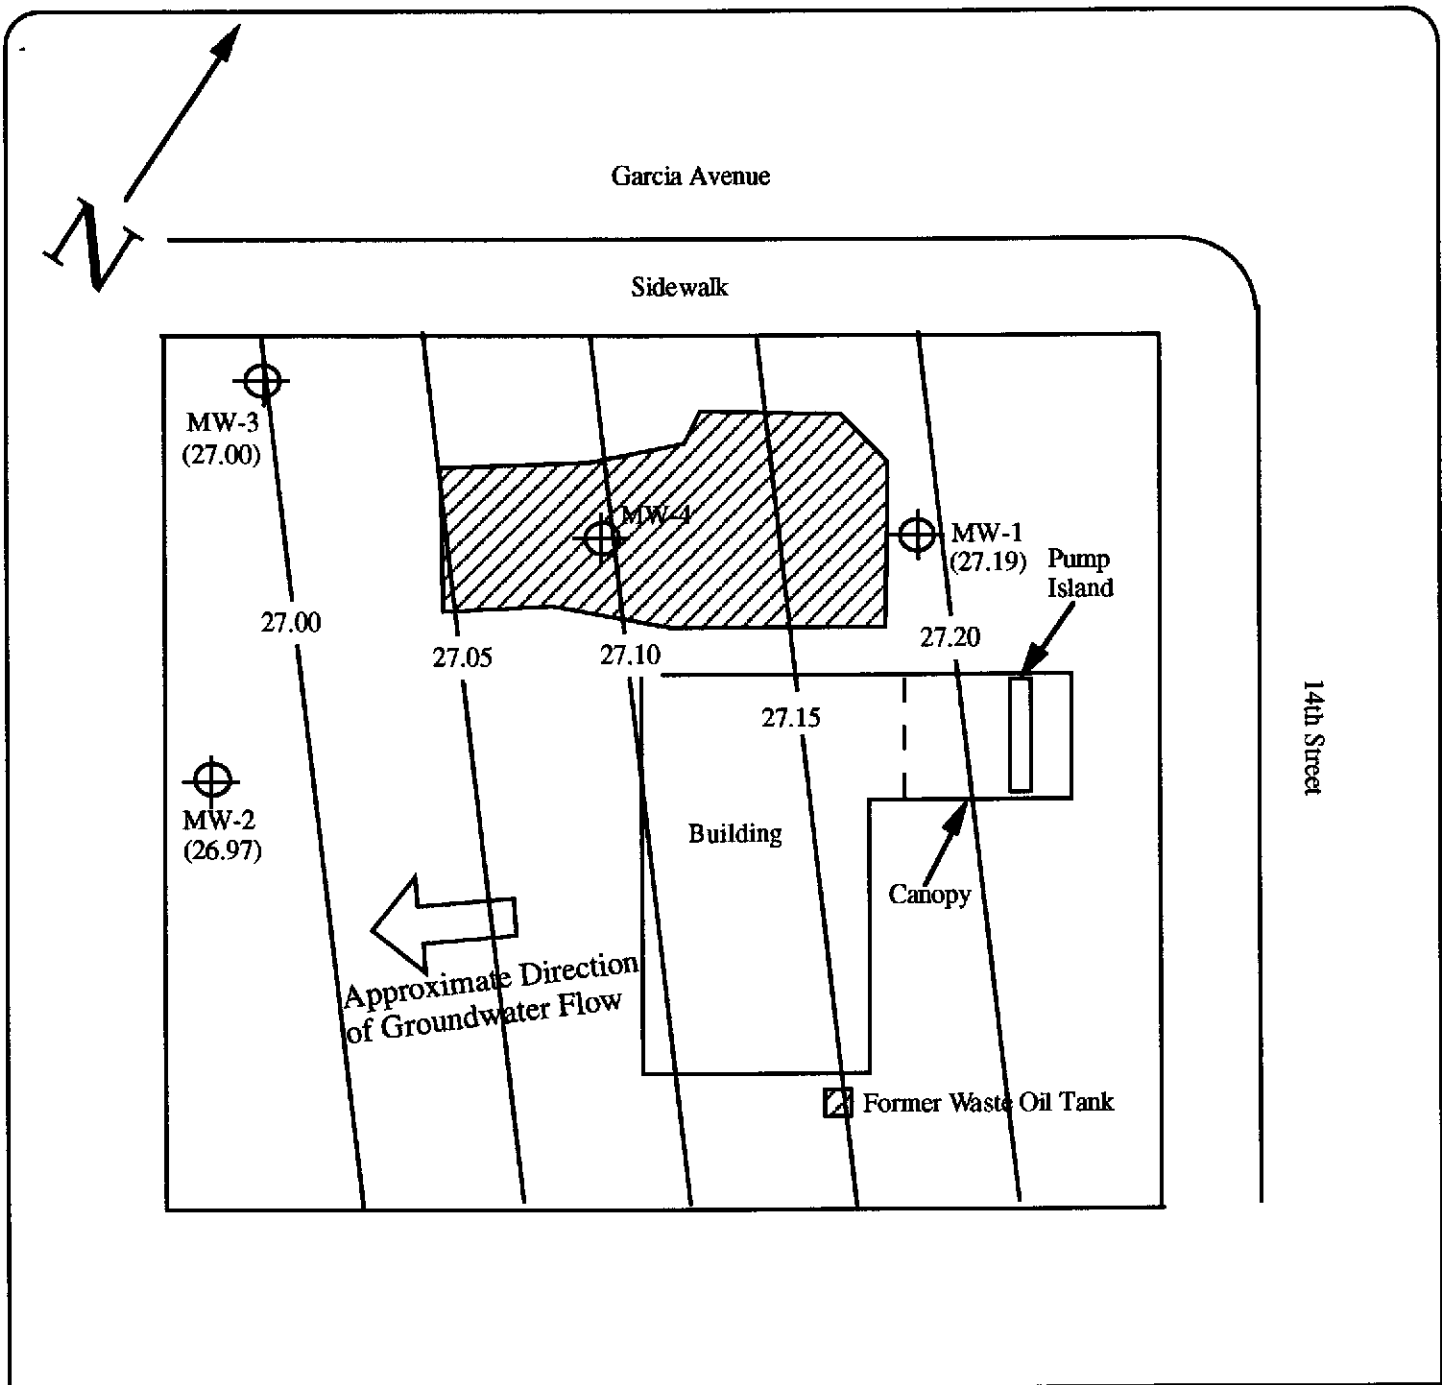 N
Garcia Avenue
Sidewalk
MW-3
(27.00)
MW-4
MW-1
(27.19)
Pump
Island
27.00
27.05
27.10
27.20
27.15
14th Street
MW-2
(26.97)
Building
Canopy
Approximate Direction
of Groundwater Flow
Former Waste Oil Tank